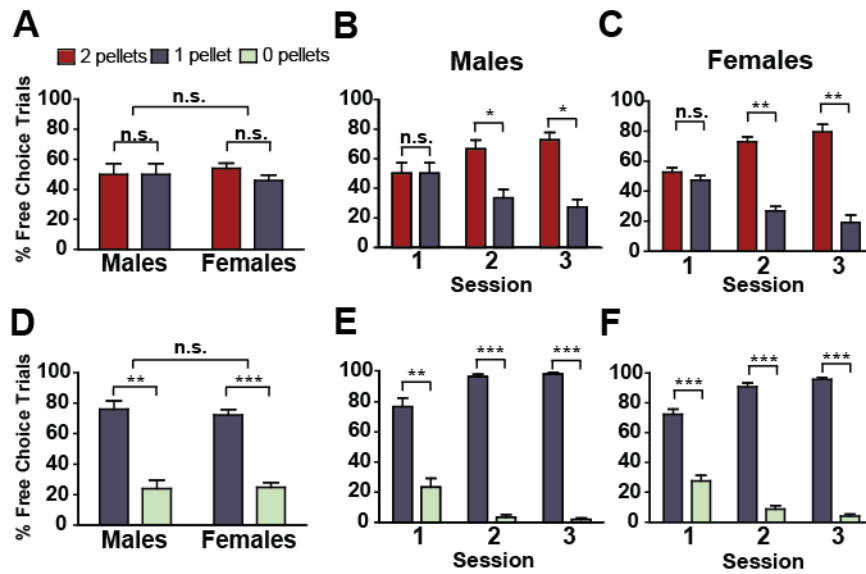 A
2 pellets 1 pellet 0 pellets
n.s.
n.s. n.s.
% Free Choice Trials
100
80
60
40
20
0
Males Females
B
Males
n.s. * *
100
80
60
40
20
0
1 2 3
Session
C
Females
n.s. ** **
100
80
60
40
20
0
1 2 3
Session
D
n.s.
** ***
% Free Choice Trials
100
80
60
40
20
0
Males Females
E
** *** ***
100
80
60
40
20
0
1 2 3
Session
F
*** *** ***
100
80
60
40
20
0
1 2 3
Session